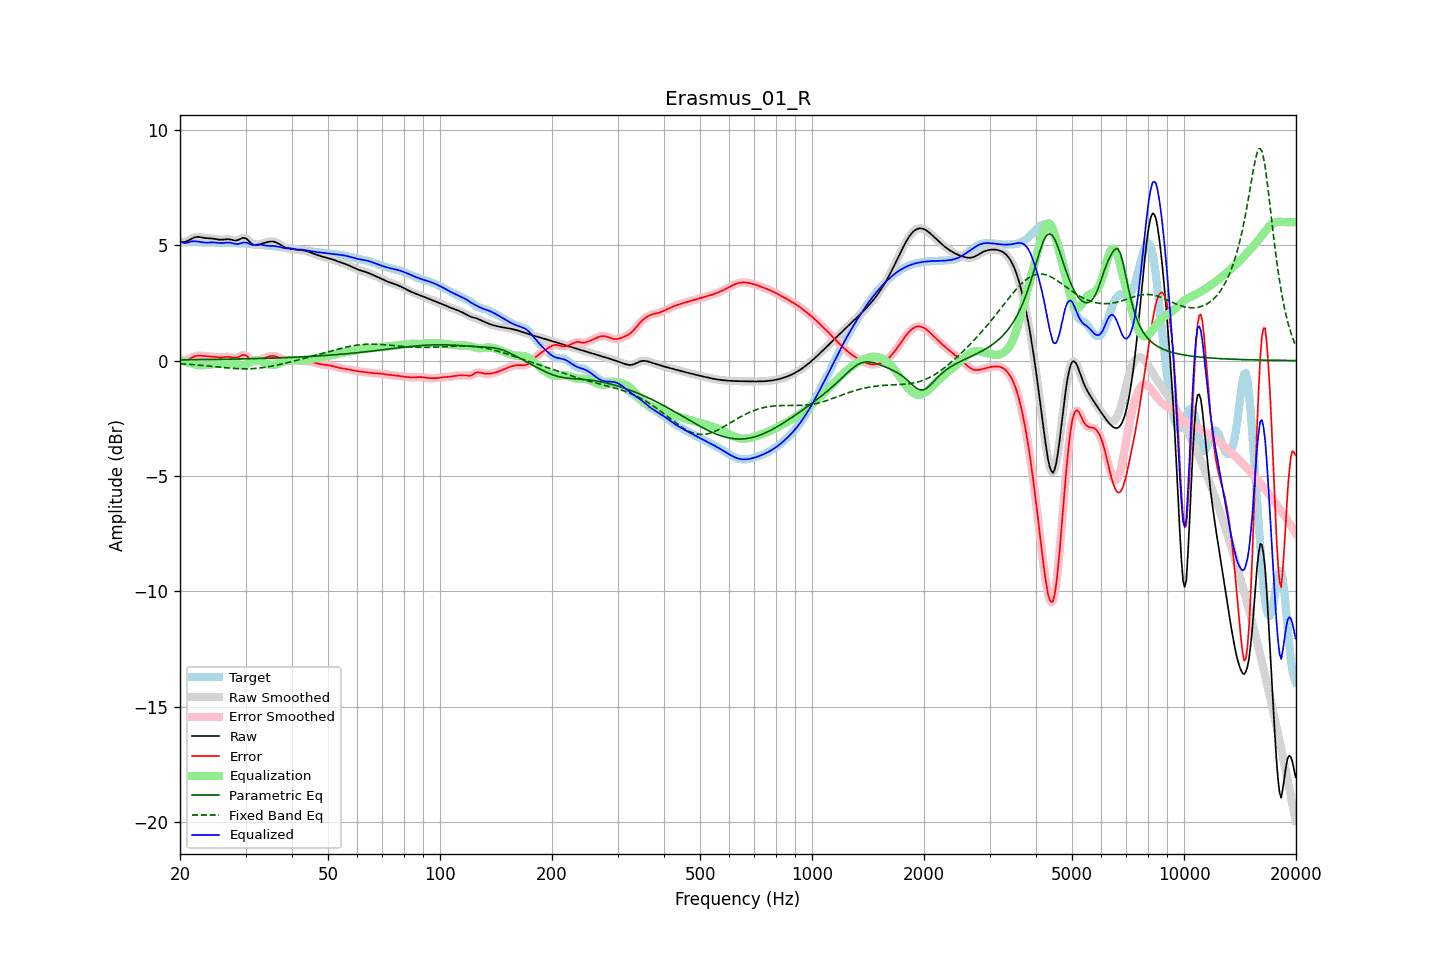 Erasmus_01_R
10
5
0
−5
−10
−15
−20
Amplitude (dBr)
Target
Raw Smoothed
Error Smoothed
Raw
Error
Equalization
Parametric Eq
Fixed Band Eq
Equalized
20 50 100 200 500 1000 2000 5000 10000 20000
Frequency (Hz)